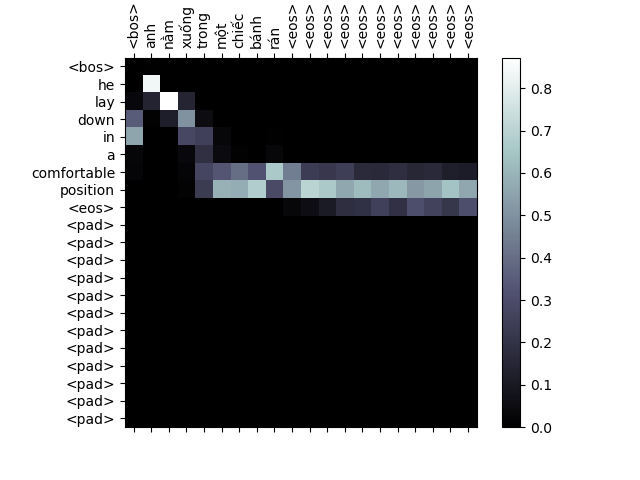 <bos> anh nằm xuống trong một chiếc bánh rán <eos> <eos> <eos> <eos> <eos> <eos> <eos> <eos> <eos> <eos> <eos>
<bos>
he
lay
down
in
a
comfortable
position
<eos>
<pad>
<pad>
<pad>
<pad>
<pad>
<pad>
<pad>
<pad>
<pad>
<pad>
<pad>
<pad>
0.8
0.7
0.6
0.5
0.4
0.3
0.2
0.1
0.0